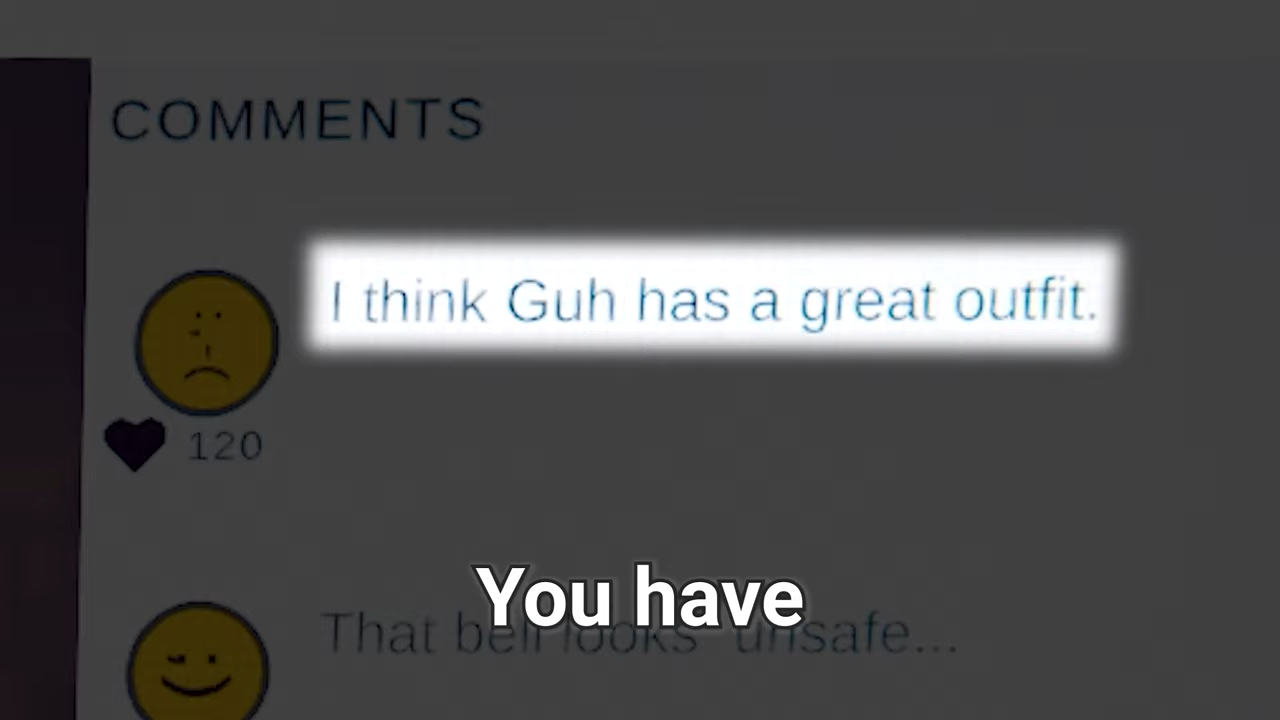 COMMENTS
I think Guh has a great outfit.
120
You have
That bell looks unsafe...